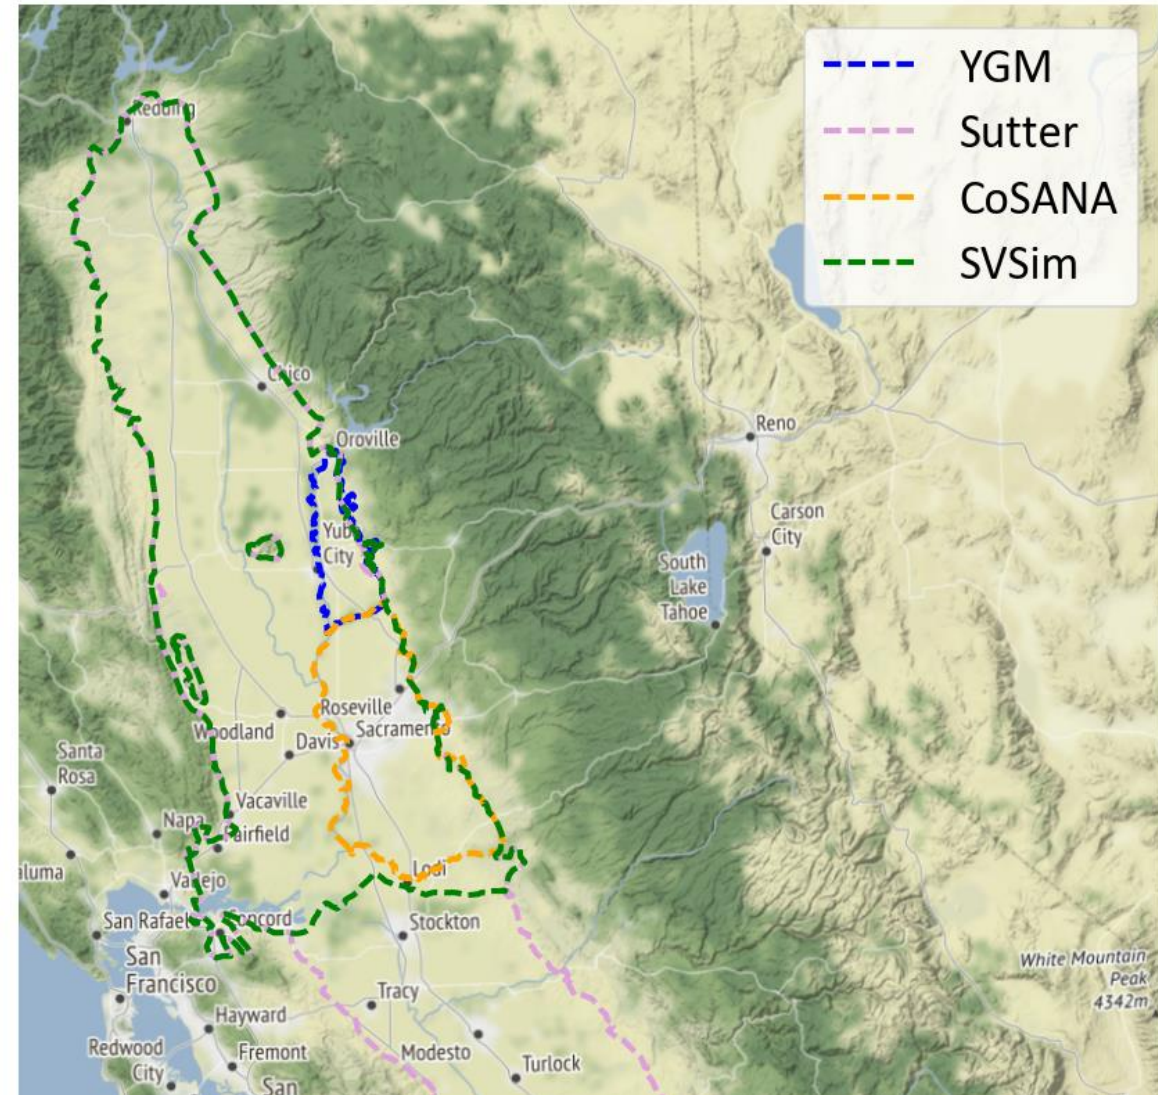 YGM
Sutter
CoSANA
SVSim
Redding
Chico
Oroville
Reno
Carson
City
Yuba
City
South
Lake
Tahoe
Roseville
Woodland
Sacramento
Davis
Santa
Rosa
Vacaville
Napa
Fairfield
aluma
Lodi
Vallejo
San Rafael
Concord
Stockton
San
Francisco
White Mountain
Peak
4342m
Tracy
Hayward
Redwood
City
Fremont
Modesto
Turlock
San